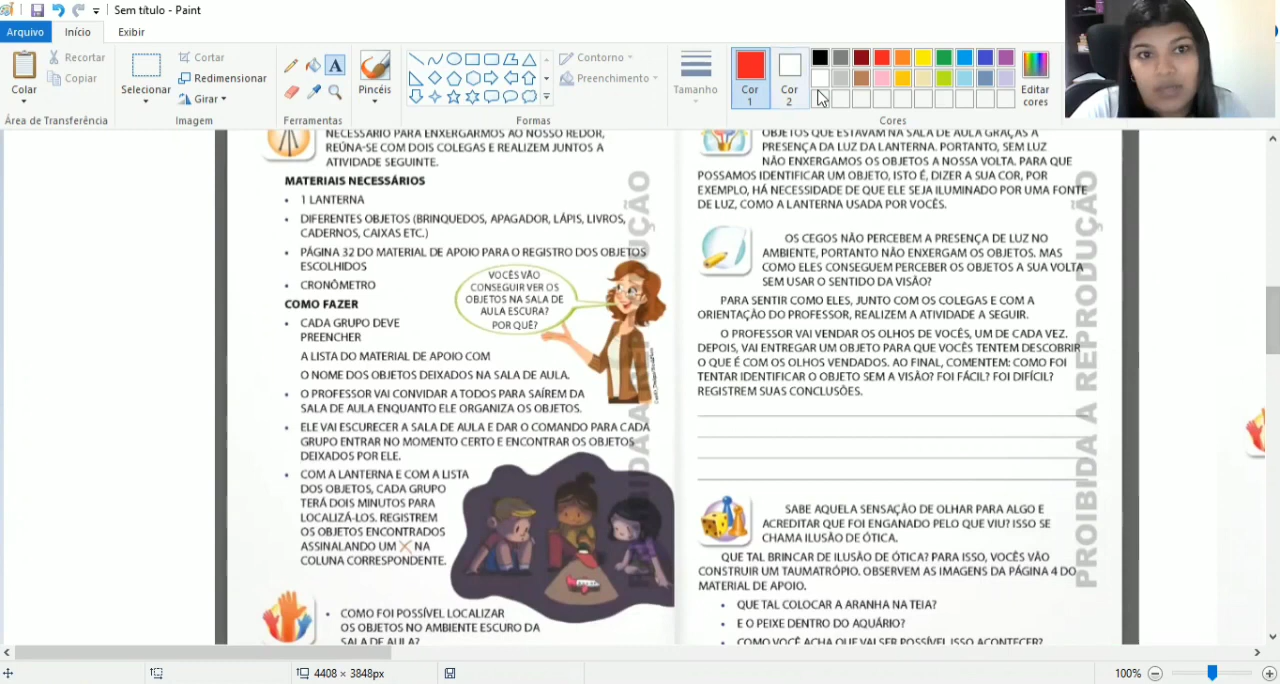 Sem título - Paint
Arquivo
Início
Exibir
Colar
Recortar
Copiar
Área de Transferência
Selecionar
Cortar
Redimensionar
Girar
Imagem
A
Ferramentas
Pincéis
Contorno
Preenchimento
Formas
Tamanho
Cor
1
Cor
2
Editar
cores
Cores
NECESSÁRIO PARA ENXERGARMOS AO NOSSO REDOR,
REÚNA-SE COM DOIS COLEGAS E REALIZEM JUNTOS A
ATIVIDADE SEGUINTE.
MATERIAIS NECESSÁRIOS
• 1 LANTERNA
• DIFERENTES OBJETOS (BRINQUEDOS, APAGADOR, LÁPIS, LIVROS,
CADERNOS, CAIXAS ETC.)
• PÁGINA 32 DO MATERIAL DE APOIO PARA O REGISTRO DOS OBJETOS
ESCOLHIDOS
• CRONÔMETRO
VOCÊS VÃO
CONSEGUIR VER OS
OBJETOS NA SALA DE
AULA ESCURA?
POR QUÊ?
COMO FAZER
• CADA GRUPO DEVE
PREENCHER
A LISTA DO MATERIAL DE APOIO COM
O NOME DOS OBJETOS DEIXADOS NA SALA DE AULA.
• O PROFESSOR VAI CONVIDAR A TODOS PARA SAÍREM DA
SALA DE AULA ENQUANTO ELE ORGANIZA OS OBJETOS.
• ELE VAI ESCURECER A SALA DE AULA E DAR O COMANDO PARA CADA
GRUPO ENTRAR NO MOMENTO CERTO E ENCONTRAR OS OBJETOS
DEIXADOS POR ELE.
• COM A LANTERNA E COM A LISTA
DOS OBJETOS, CADA GRUPO
TERÁ DOIS MINUTOS PARA
LOCALIZÁ-LOS. REGISTREM
OS OBJETOS ENCONTRADOS
ASSINALANDO UM X NA
COLUNA CORRESPONDENTE.
• COMO FOI POSSÍVEL LOCALIZAR
OS OBJETOS NO AMBIENTE ESCURO DA
SALA DE AULA?
OBJETOS QUE ESTAVAM NA SALA DE AULA GRAÇAS À
PRESENÇA DA LUZ DA LANTERNA. PORTANTO, SEM LUZ
NÃO ENXERGAMOS OS OBJETOS A NOSSA VOLTA. PARA QUE
POSSAMOS IDENTIFICAR UM OBJETO, ISTO É, DIZER A SUA COR, POR
EXEMPLO, HÁ NECESSIDADE DE QUE ELE SEJA ILUMINADO POR UMA FONTE
DE LUZ, COMO A LANTERNA USADA POR VOCÊS.
OS CEGOS NÃO PERCEBEM A PRESENÇA DE LUZ NO
AMBIENTE, PORTANTO NÃO ENXERGAM OS OBJETOS. MAS
COMO ELES CONSEGUEM PERCEBER OS OBJETOS A SUA VOLTA
SEM USAR O SENTIDO DA VISÃO?
PARA SENTIR COMO ELES, JUNTO COM OS COLEGAS E COM A
ORIENTAÇÃO DO PROFESSOR, REALIZEM A ATIVIDADE A SEGUIR.
O PROFESSOR VAI VENDAR OS OLHOS DE VOCÊS, UM DE CADA VEZ.
DEPOIS, VAI ENTREGAR UM OBJETO PARA QUE VOCÊS TENTEM DESCOBRIR
O QUE É COM OS OLHOS VENDADOS. AO FINAL, COMENTEM: COMO FOI
TENTAR IDENTIFICAR O OBJETO SEM A VISÃO? FOI FÁCIL? FOI DIFÍCIL?
REGISTREM SUAS CONCLUSÕES.
SABE AQUELA SENSAÇÃO DE OLHAR PARA ALGO E
ACREDITAR QUE FOI ENGANADO PELO QUE VIU? ISSO SE
CHAMA ILUSÃO DE ÓTICA.
QUE TAL BRINCAR DE ILUSÃO DE ÓTICA? PARA ISSO, VOCÊS VÃO
CONSTRUIR UM TAUMATRÓPIO. OBSERVEM AS IMAGENS DA PÁGINA 4 DO
MATERIAL DE APOIO.
• QUE TAL COLOCAR A ARANHA NA TEIA?
• E O PEIXE DENTRO DO AQUÁRIO?
• COMO VOCÊ ACHA QUE VAI SER POSSÍVEL ISSO ACONTECER?
PROIBIDA A REPRODUÇÃO
4408 × 3848px
100%